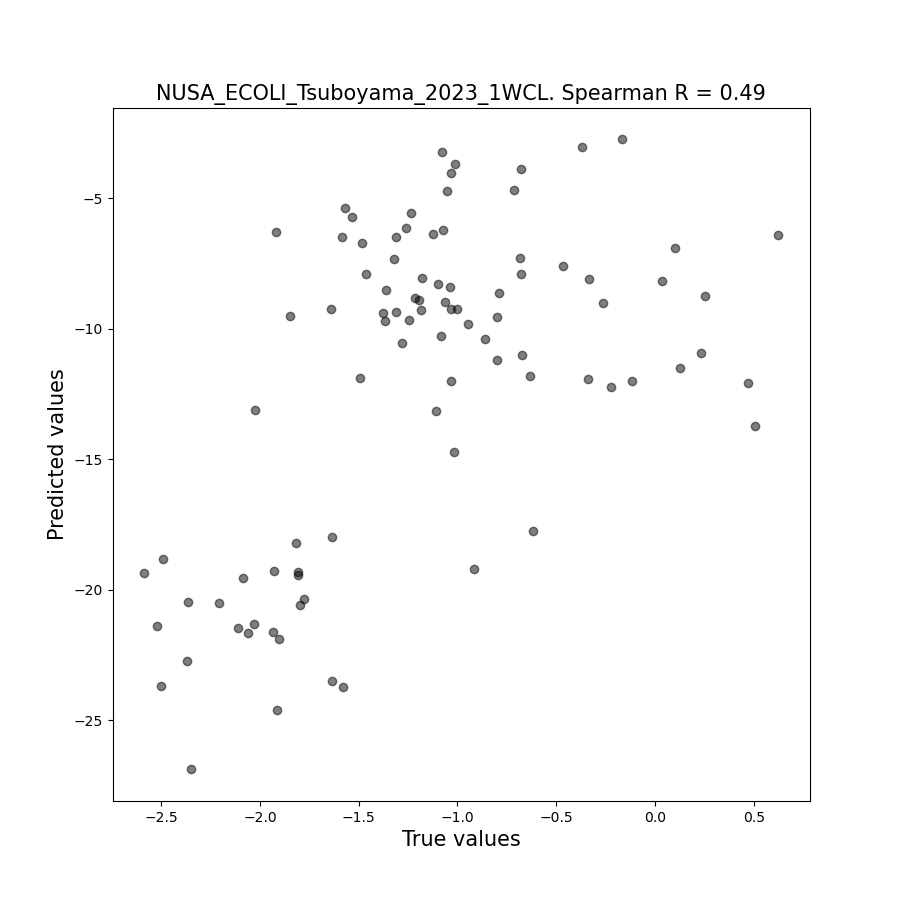 NUSA_ECOLI_Tsuboyama_2023_1WCL. Spearman R = 0.49
Predicted values
−5
−10
−15
−20
−25
−2.5 −2.0 −1.5 −1.0 −0.5 0.0 0.5
True values